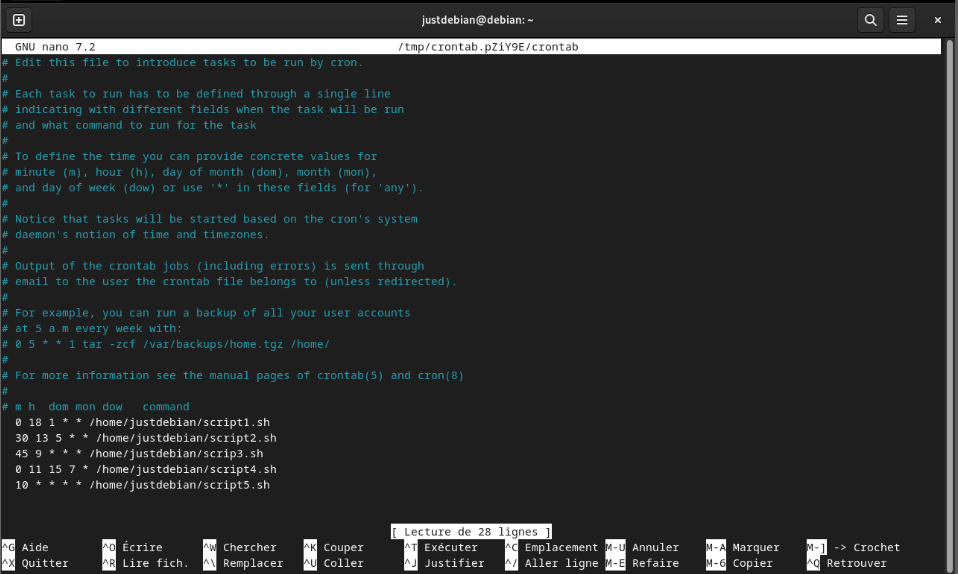 justdebian@debian: ~
GNU nano 7.2 /tmp/crontab.pZiY9E/crontab
# Edit this file to introduce tasks to be run by cron.
#
# Each task to run has to be defined through a single line
# indicating with different fields when the task will be run
# and what command to run for the task
#
# To define the time you can provide concrete values for
# minute (m), hour (h), day of month (dom), month (mon),
# and day of week (dow) or use '*' in these fields (for 'any').
#
# Notice that tasks will be started based on the cron's system
# daemon's notion of time and timezones.
#
# Output of the crontab jobs (including errors) is sent through
# email to the user the crontab file belongs to (unless redirected).
#
# For example, you can run a backup of all your user accounts
# at 5 a.m every week with:
# 0 5 * * 1 tar -zcf /var/backups/home.tgz /home/
#
# For more information see the manual pages of crontab(5) and cron(8)
#
# m h  dom mon dow   command
0 18 1 * * /home/justdebian/script1.sh
30 13 5 * * /home/justdebian/script2.sh
45 9 * * * /home/justdebian/scrip3.sh
0 11 15 7 * /home/justdebian/script4.sh
10 * * * * /home/justdebian/script5.sh
[ Lecture de 28 lignes ]
^G Aide ^O Écrire ^W Chercher ^K Couper ^T Exécuter ^C Emplacement M-U Annuler M-A Marquer M-] -> Crochet
^X Quitter ^R Lire fich. ^\ Remplacer ^U Coller ^J Justifier ^/ Aller ligne M-E Refaire M-6 Copier ^Q Retrouver